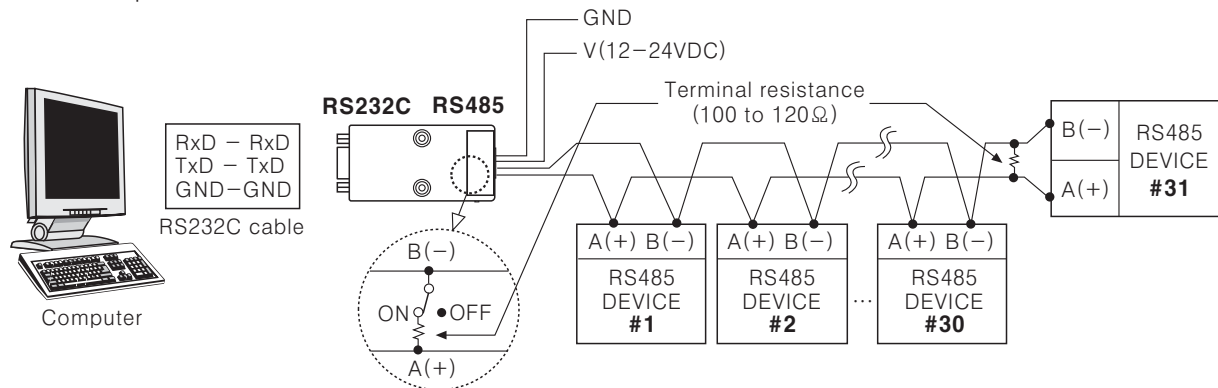 GND
V(12-24VDC)
Terminal resistance
(100 to 120Ω)
RS232C RS485
RxD - RxD
TxD - TxD
GND-GND
RS232C cable
Computer
B(-)
ON OFF
A(+)
A(+) B(-)
RS485
DEVICE
#1
A(+) B(-)
RS485
DEVICE
#2
...
A(+) B(-)
RS485
DEVICE
#30
B(-)
A(+)
RS485
DEVICE
#31